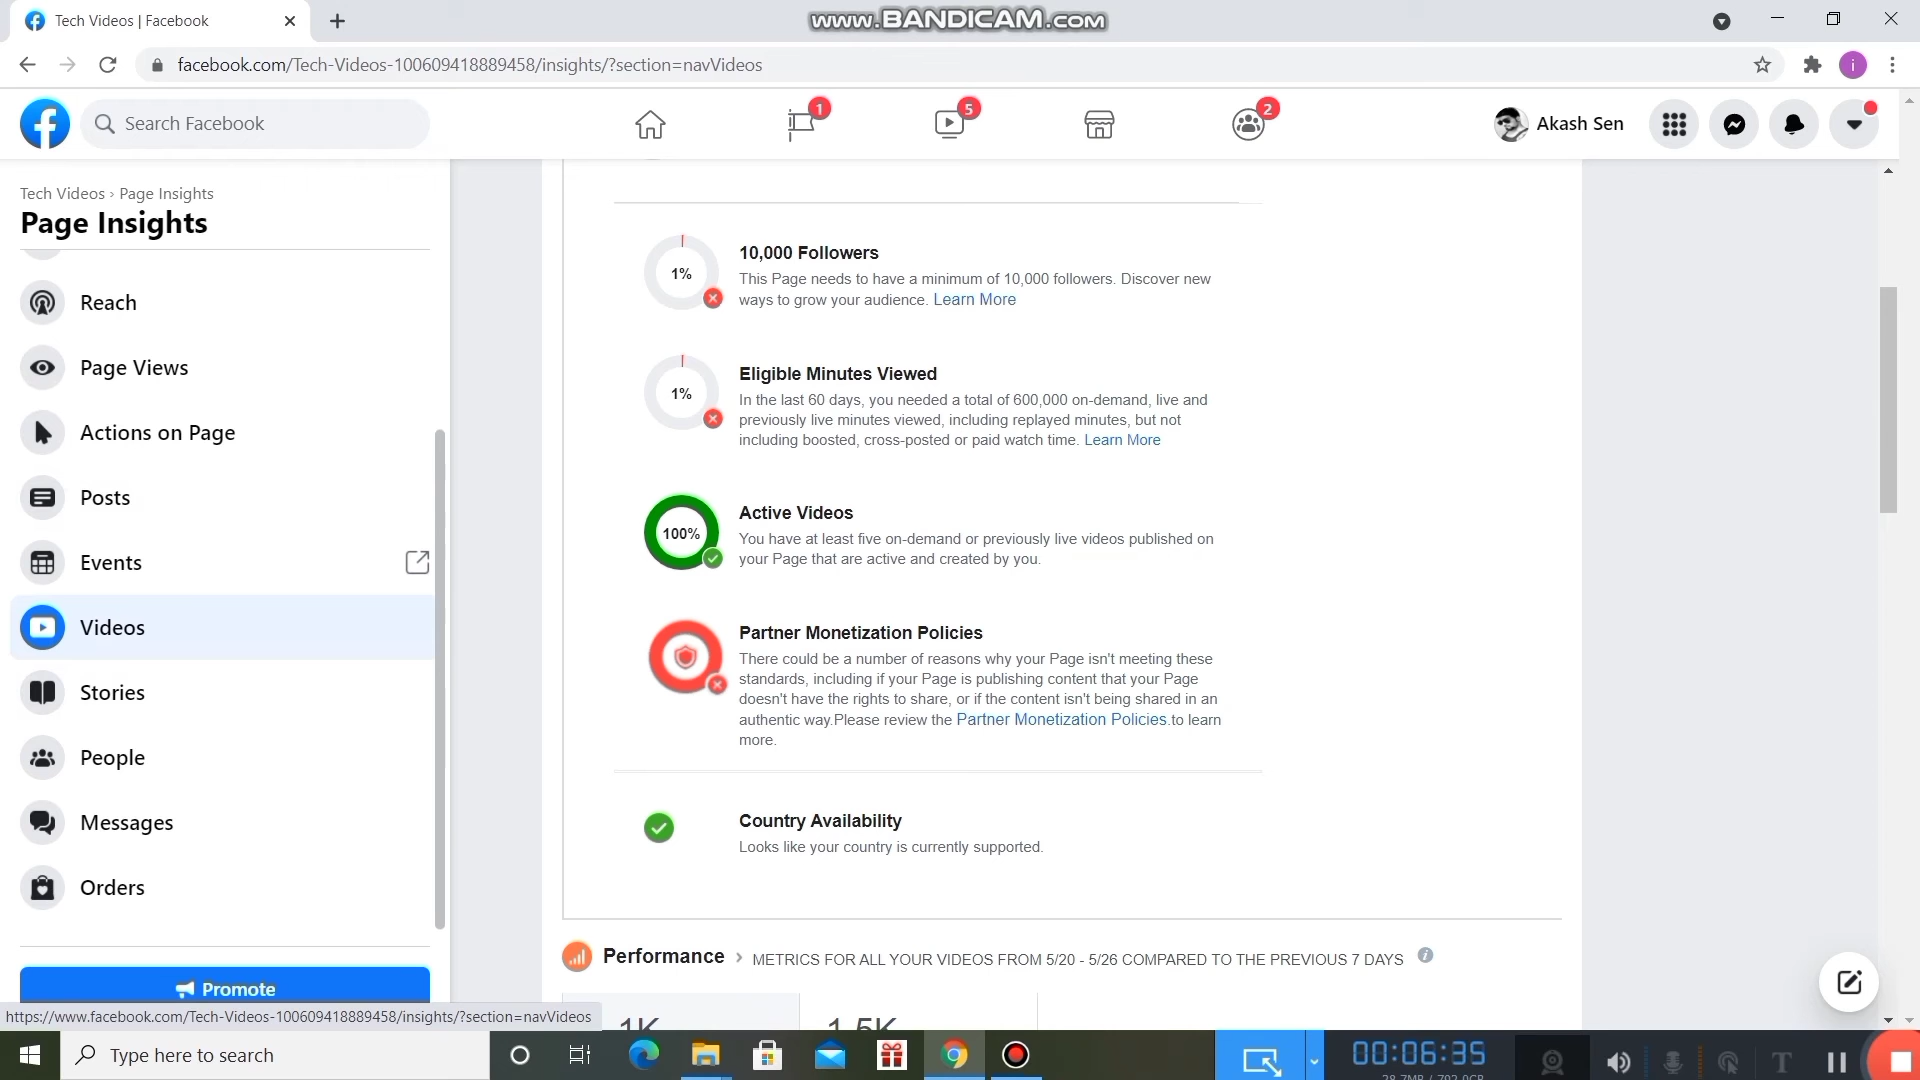 Tech Videos | Facebook
www.BANDICAM.com
facebook.com/Tech-Videos-100609418889458/insights/?section=navVideos
i
Search Facebook
1
5
2
Akash Sen
Tech Videos › Page Insights
Page Insights
Reach
Page Views
Actions on Page
Posts
Events
Videos
Stories
People
Messages
Orders
Promote
https://www.facebook.com/Tech-Videos-100609418889458/insights/?section=navVideos
1%
10,000 Followers
This Page needs to have a minimum of 10,000 followers. Discover new
ways to grow your audience. Learn More
1%
Eligible Minutes Viewed
In the last 60 days, you needed a total of 600,000 on-demand, live and
previously live minutes viewed, including replayed minutes, but not
including boosted, cross-posted or paid watch time. Learn More
100%
Active Videos
You have at least five on-demand or previously live videos published on
your Page that are active and created by you.
Partner Monetization Policies
There could be a number of reasons why your Page isn't meeting these
standards, including if your Page is publishing content that your Page
doesn't have the rights to share, or if the content isn't being shared in an
authentic way.Please review the Partner Monetization Policies.to learn
more.
Country Availability
Looks like your country is currently supported.
Performance › METRICS FOR ALL YOUR VIDEOS FROM 5/20 - 5/26 COMPARED TO THE PREVIOUS 7 DAYS
1K
1.5K
Type here to search
00:06:35
28.7MB / 792.0GB
T